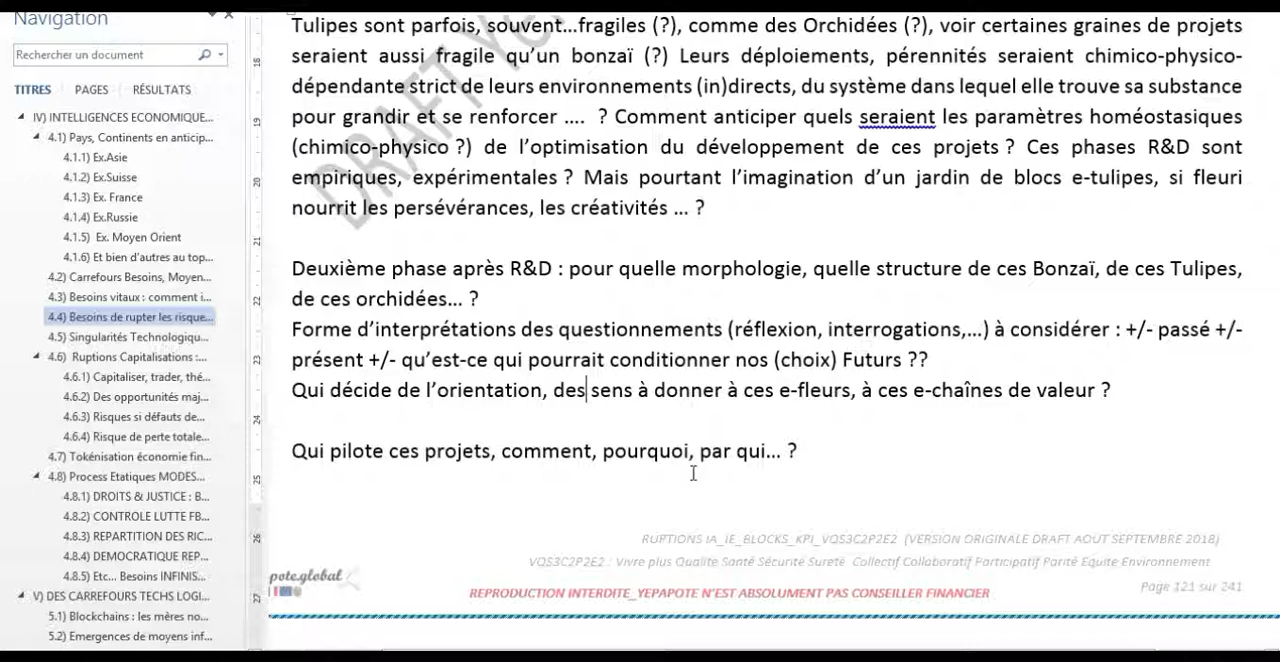 Navigation
Rechercher un document
TITRES PAGES RÉSULTATS
IV) INTELLIGENCES ECONOMIQUE...
4.1) Pays, Continents en anticip...
4.1.1) Ex.Asie
4.1.2) Ex.Suisse
4.1.3) Ex. France
4.1.4) Ex.Russie
4.1.5) Ex. Moyen Orient
4.1.6) Et bien d'autres au top...
4.2) Carrefours Besoins, Moyen...
4.3) Besoins vitaux : comment i...
4.4) Besoins de rupter les risque...
4.5) Singularités Technologiqu...
4.6) Ruptions Capitalisations :...
4.6.1) Capitaliser, trader, thé...
4.6.2) Des opportunités maj...
4.6.3) Risques si défauts de...
4.6.4) Risque de perte totale...
4.7) Tokénisation économie fin...
4.8) Process Etatiques MODES...
4.8.1) DROITS & JUSTICE : B...
4.8.2) CONTROLE LUTTE FB...
4.8.3) REPARTITION DES RIC...
4.8.4) DEMOCRATIQUE REP...
4.8.5) Etc... Besoins INFINIS...
V) DES CARREFOURS TECHS LOGI...
5.1) Blockchains : les mères no...
5.2) Emergences de moyens inf...
18
19
20
21
22
23
24
25
26
27
Tulipes sont parfois, souvent...fragiles (?), comme des Orchidées (?), voir certaines graines de projets
seraient aussi fragile qu'un bonzaï (?) Leurs déploiements, pérennités seraient chimico-physico-
dépendante strict de leurs environnements (in)directs, du système dans lequel elle trouve sa substance
pour grandir et se renforcer .... ? Comment anticiper quels seraient les paramètres homéostasiques
(chimico-physico ?) de l'optimisation du développement de ces projets ? Ces phases R&D sont
empiriques, expérimentales ? Mais pourtant l'imagination d'un jardin de blocs e-tulipes, si fleuri
nourrit les persévérances, les créativités ... ?
Deuxième phase après R&D : pour quelle morphologie, quelle structure de ces Bonzaï, de ces Tulipes,
de ces orchidées... ?
Forme d'interprétations des questionnements (réflexion, interrogations,...) à considérer : +/- passé +/-
présent +/- qu'est-ce qui pourrait conditionner nos (choix) Futurs ??
Qui décide de l'orientation, des sens à donner à ces e-fleurs, à ces e-chaînes de valeur ?
Qui pilote ces projets, comment, pourquoi, par qui... ?
DRAFT Ye
RUPTIONS IA_IE_BLOCKS_KPI_VQS3C2P2E2 (VERSION ORIGINALE DRAFT AOUT SEPTEMBRE 2018)
VQS3C2P2E2 : Vivre plus Qualite Santé Sécurité Sureté Collectif Collaboratif Participatif Parité Equite Environnement
pote.global
REPRODUCTION INTERDITE_YEPAPOTE N'EST ABSOLUMENT PAS CONSEILLER FINANCIER
Page 121 sur 241